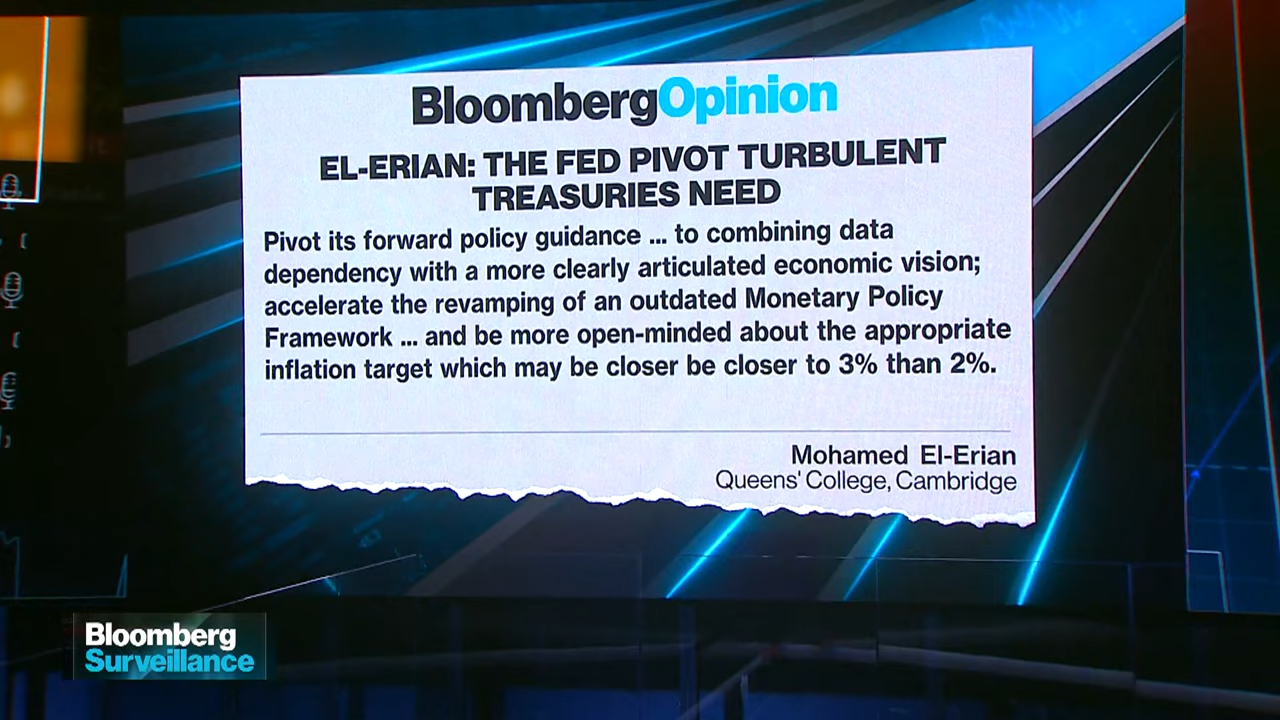 BloombergOpinion
EL-ERIAN: THE FED PIVOT TURBULENT
TREASURIES NEED
Pivot its forward policy guidance ... to combining data
dependency with a more clearly articulated economic vision;
accelerate the revamping of an outdated Monetary Policy
Framework ... and be more open-minded about the appropriate
inflation target which may be closer be closer to 3% than 2%.
Mohamed El-Erian
Queens' College, Cambridge
Bloomberg
Surveillance